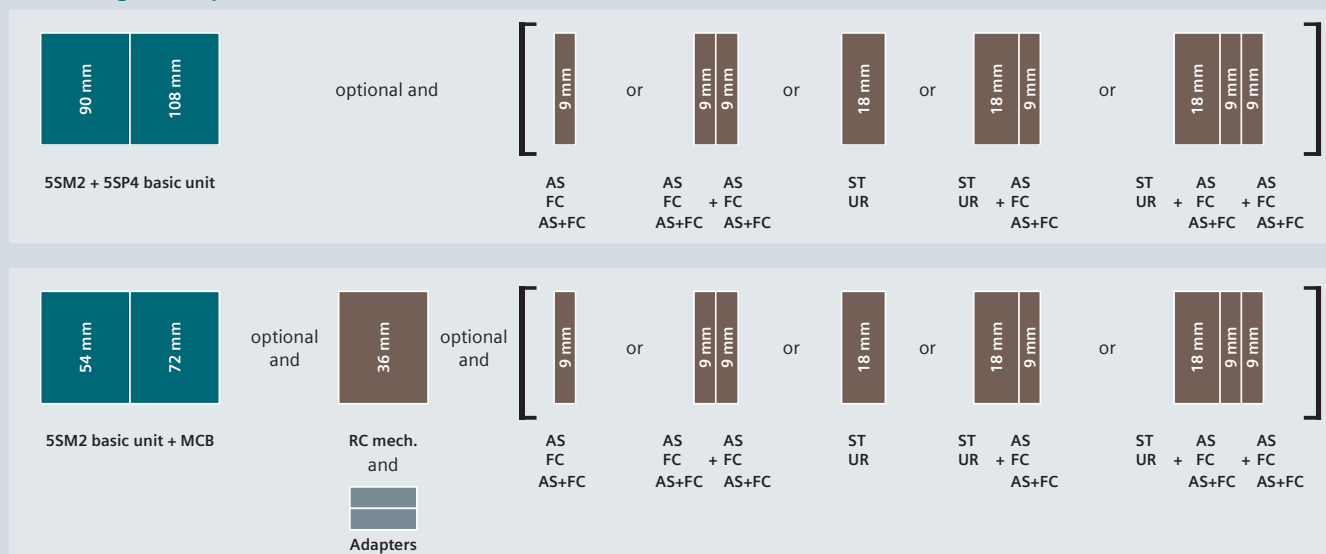 90 mm
108 mm
optional and
9 mm
or
9 mm
9 mm
or
18 mm
or
18 mm
9 mm
or
18 mm
9 mm
9 mm
5SM2 + 5SP4 basic unit
AS
FC
AS+FC
AS AS
FC + FC
AS+FC AS+FC
ST
UR
ST AS
UR + FC
AS+FC
ST AS AS
UR + FC + FC
AS+FC AS+FC
54 mm
72 mm
optional
and
36 mm
optional
and
9 mm
or
9 mm
9 mm
or
18 mm
or
18 mm
9 mm
or
18 mm
9 mm
9 mm
5SM2 basic unit + MCB
RC mech.
and
Adapters
AS
FC
AS+FC
AS AS
FC + FC
AS+FC AS+FC
ST
UR
ST AS
UR + FC
AS+FC
ST AS AS
UR + FC + FC
AS+FC AS+FC